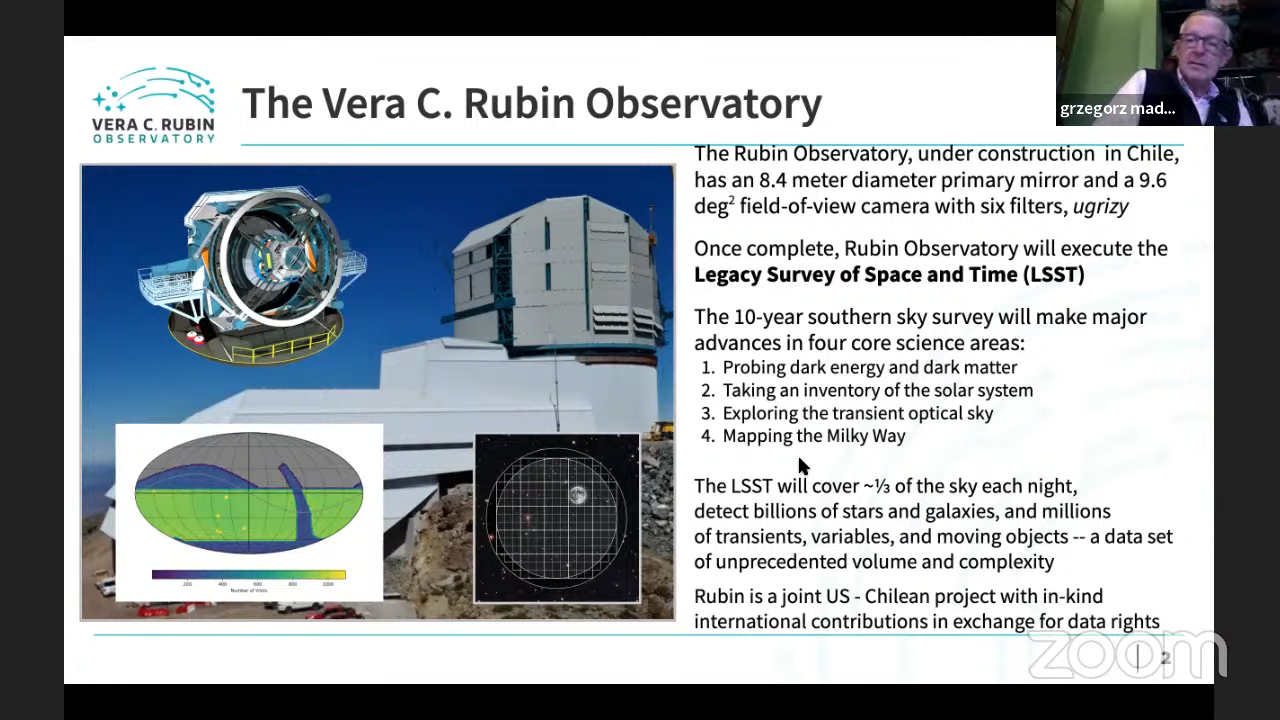 VERA C. RUBIN
OBSERVATORY
The Vera C. Rubin Observatory
grzegorz mad...
The Rubin Observatory, under construction in Chile,
has an 8.4 meter diameter primary mirror and a 9.6
deg² field-of-view camera with six filters, ugrizy
Once complete, Rubin Observatory will execute the
Legacy Survey of Space and Time (LSST)
The 10-year southern sky survey will make major
advances in four core science areas:
1. Probing dark energy and dark matter
2. Taking an inventory of the solar system
3. Exploring the transient optical sky
4. Mapping the Milky Way
The LSST will cover ~⅓ of the sky each night,
detect billions of stars and galaxies, and millions
of transients, variables, and moving objects -- a data set
of unprecedented volume and complexity
Rubin is a joint US - Chilean project with in-kind
international contributions in exchange for data rights
200 400 600 800 1000
Number of Visits
zoom
2